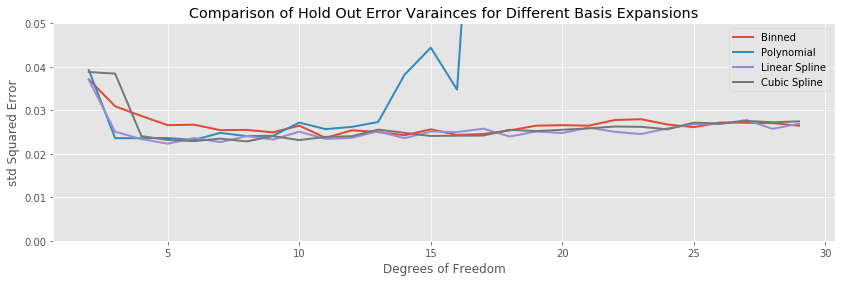 Comparison of Hold Out Error Varainces for Different Basis Expansions
std Squared Error
0.05
0.04
0.03
0.02
0.01
0.00
Binned
Polynomial
Linear Spline
Cubic Spline
5
10
15
20
25
30
Degrees of Freedom